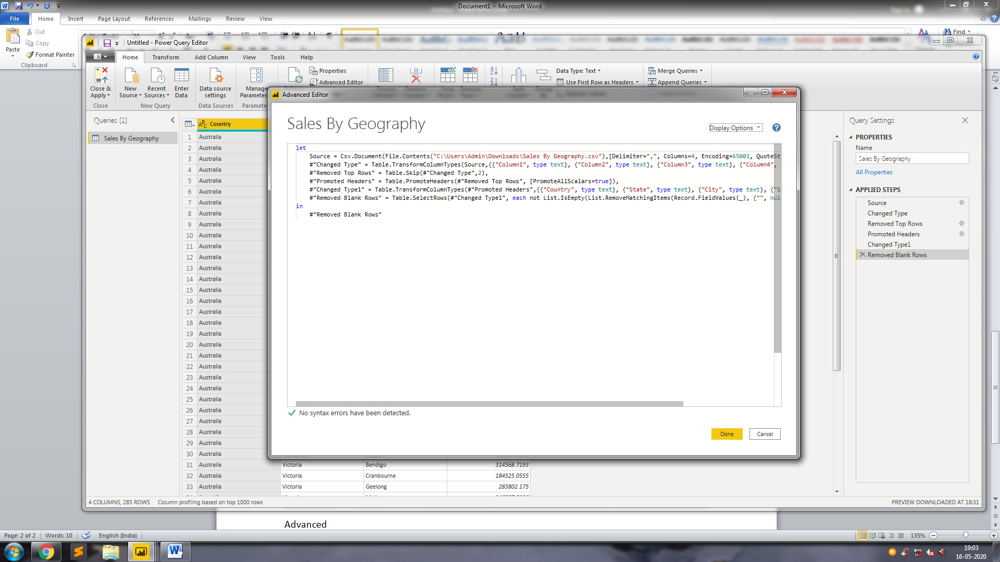 Document1 - Microsoft Word
File Home Insert Page Layout References Mailings Review View
Cut
Copy
Format Painter
Paste
Clipboard
Find
Untitled - Power Query Editor
Home Transform Add Column View Tools Help
Close & Apply
New Source
Recent Sources
Enter Data
Data source settings
Manage
Parameter
Properties
Advanced Editor
Data Type: Text
Use First Row as Headers
Merge Queries
Append Queries
Close
New Query
Data Sources
Paramete
Queries [1]
Sales By Geography
Country
1 Australia
2 Australia
3 Australia
4 Australia
5 Australia
6 Australia
7 Australia
8 Australia
9 Australia
10 Australia
11 Australia
12 Australia
13 Australia
14 Australia
15 Australia
16 Australia
17 Australia
18 Australia
19 Australia
20 Australia
21 Australia
22 Australia
23 Australia
24 Australia
25 Australia
26 Australia
27 Australia
28 Australia
29 Australia
30 Australia
31 Australia Victoria Bendigo 314568.7193
32 Australia Victoria Cranbourne 184525.0555
33 Australia Victoria Geelong 283802.175
Advanced Editor
Sales By Geography
Display Options
let
Source = Csv.Document(File.Contents("C:\Users\Admin\Downloads\Sales By Geography.csv"),[Delimiter=",", Columns=4, Encoding=65001, QuoteSty
#"Changed Type" = Table.TransformColumnTypes(Source,{{"Column1", type text}, {"Column2", type text}, {"Column3", type text}, {"Column4",
#"Removed Top Rows" = Table.Skip(#"Changed Type",2),
#"Promoted Headers" = Table.PromoteHeaders(#"Removed Top Rows", [PromoteAllScalars=true]),
#"Changed Type1" = Table.TransformColumnTypes(#"Promoted Headers",{{"Country", type text}, {"State", type text}, {"City", type text}, {"S
#"Removed Blank Rows" = Table.SelectRows(#"Changed Type1", each not List.IsEmpty(List.RemoveMatchingItems(Record.FieldValues(_), {"", nul
in
#"Removed Blank Rows"
No syntax errors have been detected.
Done Cancel
Query Settings
PROPERTIES
Name
Sales By Geography
All Properties
APPLIED STEPS
Source
Changed Type
Removed Top Rows
Promoted Headers
Changed Type1
Removed Blank Rows
4 COLUMNS, 285 ROWS Column profiling based on top 1000 rows
PREVIEW DOWNLOADED AT 18:31
Advanced
Page: 2 of 2 Words: 10 English (India)
135%
19:03
16-05-2020